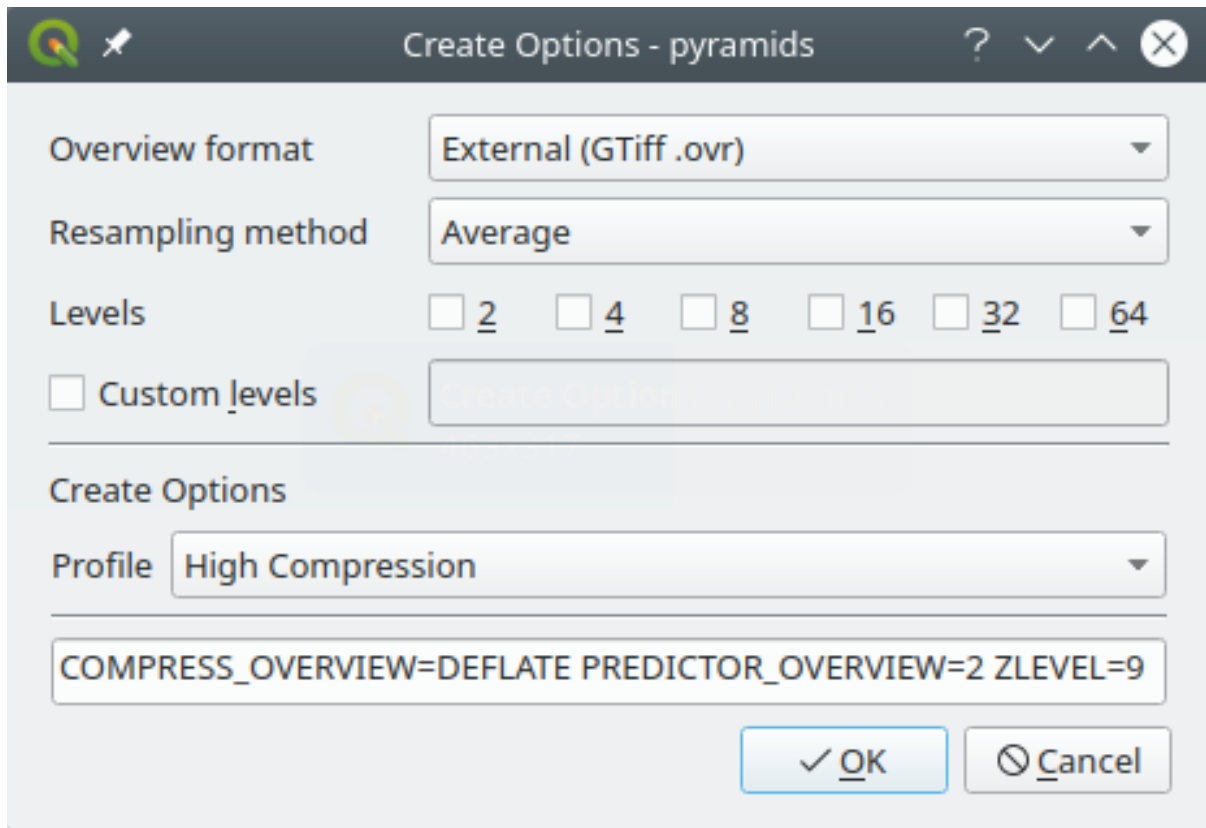 Create Options - pyramids
Overview format External (GTiff .ovr)
Resampling method Average
Levels 2 4 8 16 32 64
Custom levels
Create Options
Profile High Compression
COMPRESS_OVERVIEW=DEFLATE PREDICTOR_OVERVIEW=2 ZLEVEL=9
OK Cancel